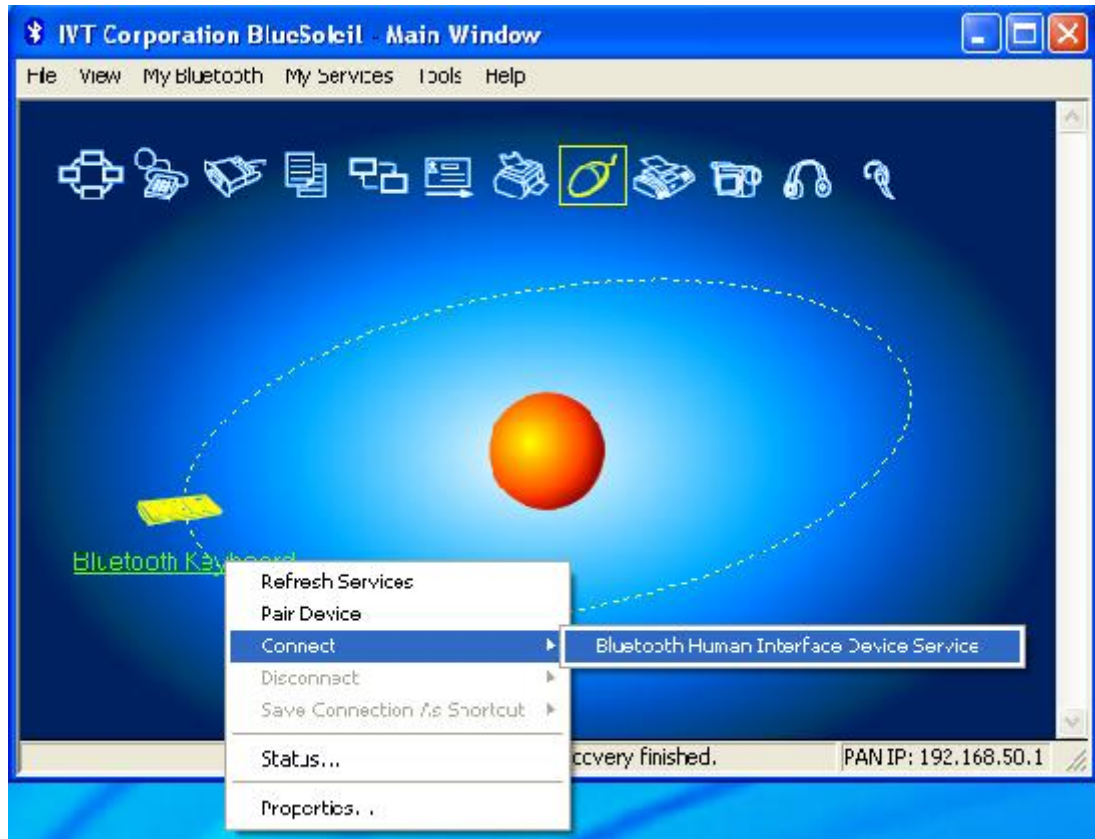 IVT Corporation BlueSoleil - Main Window
File View My Bluetooth My Services Tools Help
Bluetooth Keyboard
Refresh Services
Pair Device
Connect
Bluetooth Human Interface Device Service
Disconnect
Save Connection As Shortcut
Status...
ccvery finished.
PAN IP: 192.168.50.1
Properties...